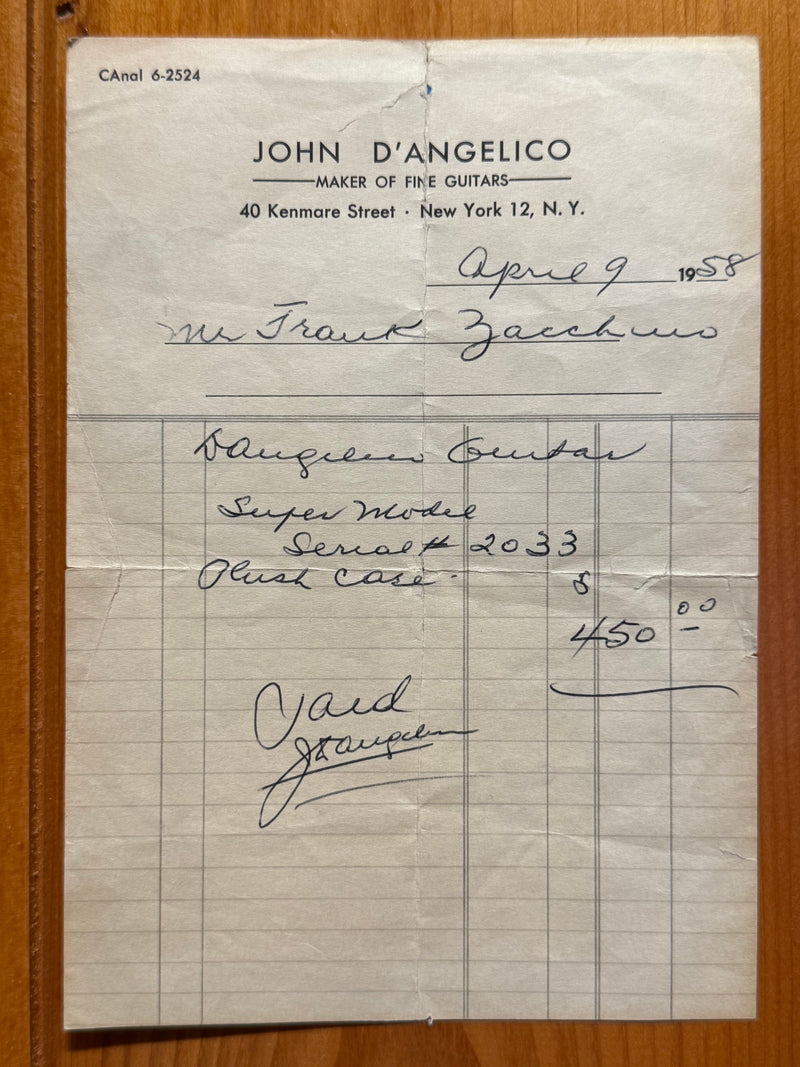 CAnal 6-2524
JOHN D'ANGELICO
MAKER OF FINE GUITARS
40 Kenmare Street · New York 12, N. Y.
April 9 1958
Mr Frank Zacchino
D'Angelico Guitar
Super Model
Serial # 2033
Plush Case.
$
450 00
Paid
J D'Angelico